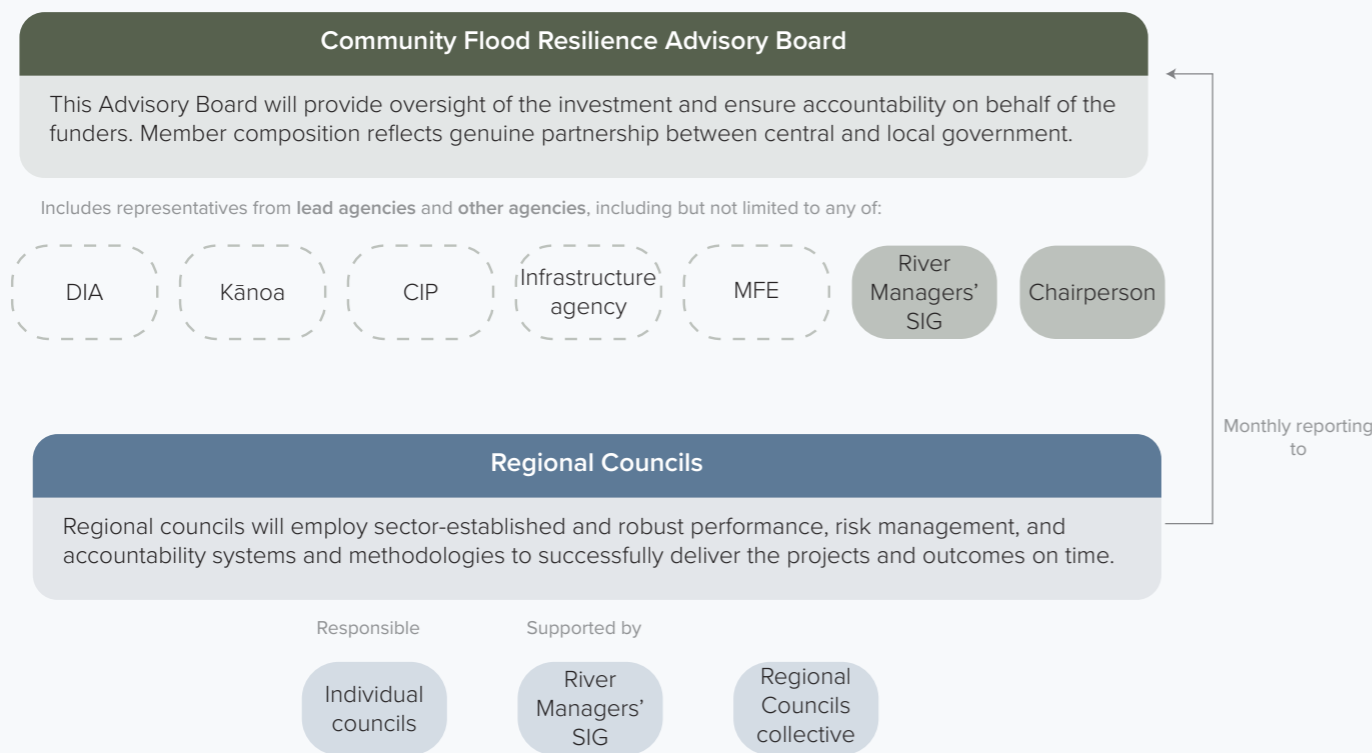 Community Flood Resilience Advisory Board
This Advisory Board will provide oversight of the investment and ensure accountability on behalf of the
funders. Member composition reflects genuine partnership between central and local government.
Includes representatives from lead agencies and other agencies, including but not limited to any of:
DIA
Kānoa
CIP
Infrastructure
agency
MFE
River
Managers’
SIG
Chairperson
Monthly reporting
to
Regional Councils
Regional councils will employ sector-established and robust performance, risk management, and
accountability systems and methodologies to successfully deliver the projects and outcomes on time.
Responsible
Individual
councils
Supported by
River
Managers’
SIG
Regional
Councils
collective